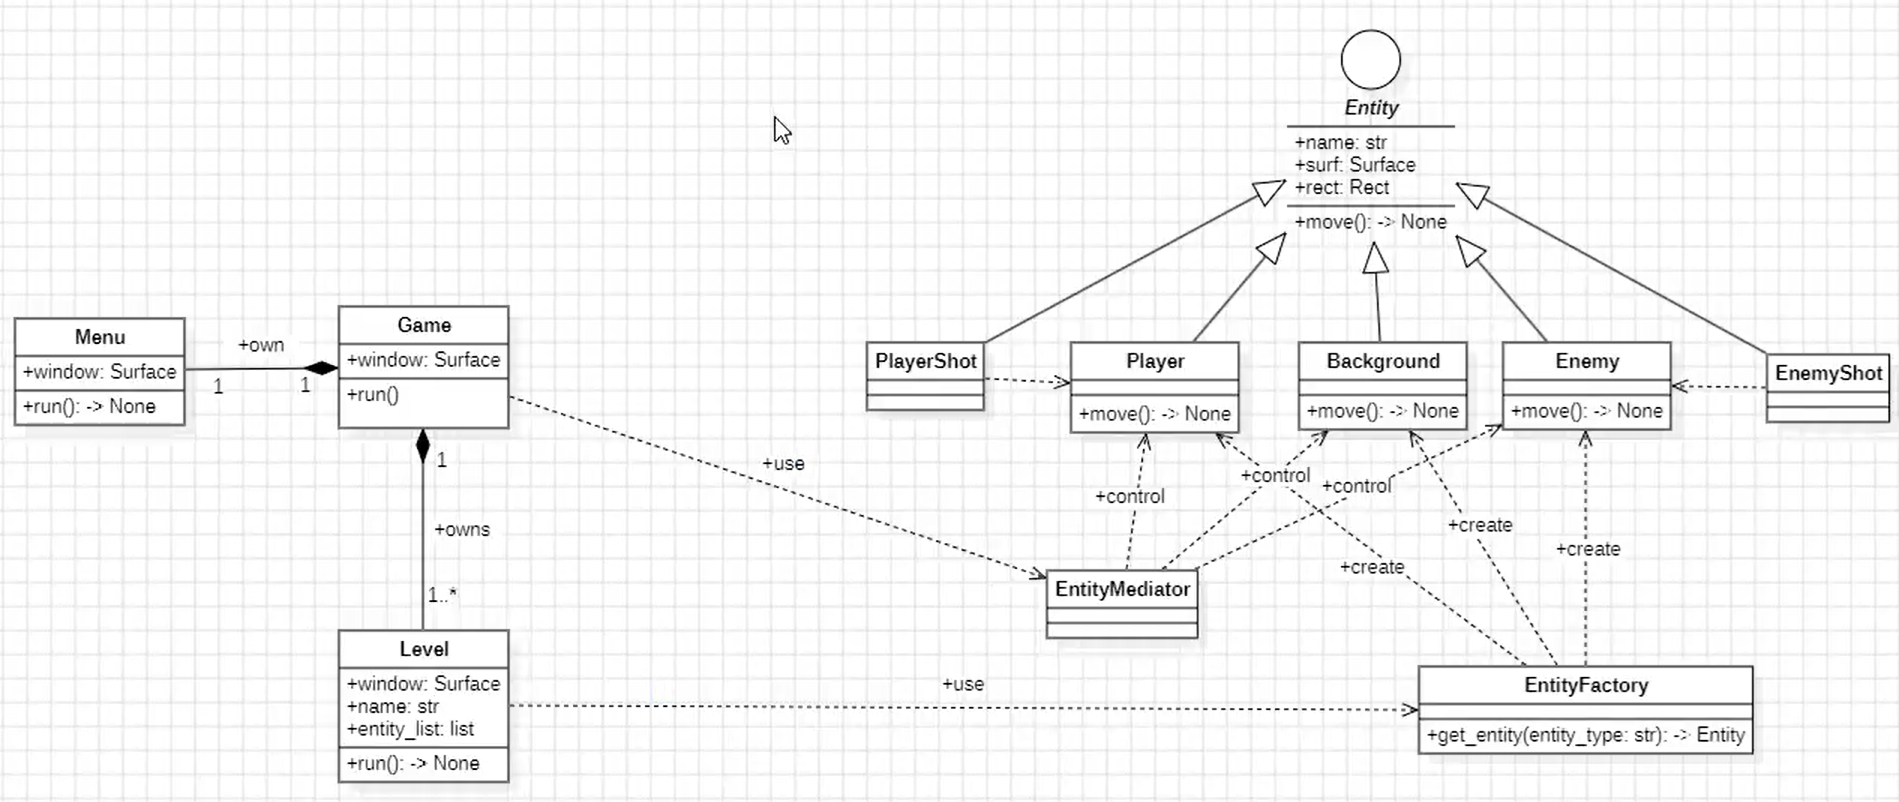 Entity
+name: str
+surf: Surface
+rect: Rect
+move(): -> None
Menu
+window: Surface
+run(): -> None
+own
1
1
Game
+window: Surface
+run()
1
+owns
1..*
Level
+window: Surface
+name: str
+entity_list: list
+run(): -> None
+use
+use
PlayerShot
Player
+move(): -> None
Background
+move(): -> None
Enemy
+move(): -> None
EnemyShot
+control
+control
+control
+create
+create
+create
EntityMediator
EntityFactory
+get_entity(entity_type: str): -> Entity